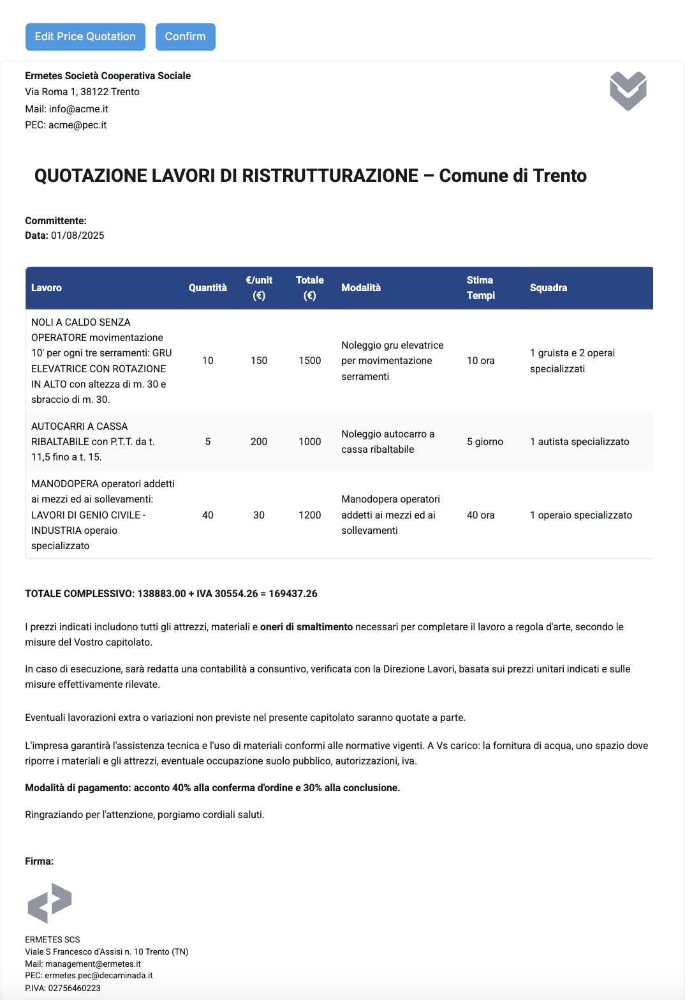 Edit Price Quotation
Confirm
Ermetes Società Cooperativa Sociale
Via Roma 1, 38122 Trento
Mail: info@acme.it
PEC: acme@pec.it
QUOTAZIONE LAVORI DI RISTRUTTURAZIONE – Comune di Trento
Committente:
Data: 01/08/2025
Lavoro
Quantità
€/unit
(€)
Totale
(€)
Modalità
Stima
Tempi
Squadra
NOLI A CALDO SENZA
OPERATORE movimentazione
10' per ogni tre serramenti: GRU
ELEVATRICE CON ROTAZIONE
IN ALTO con altezza di m. 30 e
sbraccio di m. 30.
10
150
1500
Noleggio gru elevatrice
per movimentazione
serramenti
10 ora
1 gruista e 2 operai
specializzati
AUTOCARRI A CASSA
RIBALTABILE con P.T.T. da t.
11,5 fino a t. 15.
5
200
1000
Noleggio autocarro a
cassa ribaltabile
5 giorno
1 autista specializzato
MANODOPERA operatori addetti
ai mezzi ed ai sollevamenti:
LAVORI DI GENIO CIVILE -
INDUSTRIA operaio
specializzato
40
30
1200
Manodopera operatori
addetti ai mezzi ed ai
sollevamenti
40 ora
1 operaio specializzato
TOTALE COMPLESSIVO: 138883.00 + IVA 30554.26 = 169437.26
I prezzi indicati includono tutti gli attrezzi, materiali e oneri di smaltimento necessari per completare il lavoro a regola d'arte, secondo le
misure del Vostro capitolato.
In caso di esecuzione, sarà redatta una contabilità a consuntivo, verificata con la Direzione Lavori, basata sui prezzi unitari indicati e sulle
misure effettivamente rilevate.
Eventuali lavorazioni extra o variazioni non previste nel presente capitolato saranno quotate a parte.
L'impresa garantirà l'assistenza tecnica e l'uso di materiali conformi alle normative vigenti. A Vs carico: la fornitura di acqua, uno spazio dove
riporre i materiali e gli attrezzi, eventuale occupazione suolo pubblico, autorizzazioni, iva.
Modalità di pagamento: acconto 40% alla conferma d'ordine e 30% alla conclusione.
Ringraziando per l'attenzione, porgiamo cordiali saluti.
Firma:
ERMETES SCS
Viale S Francesco d'Assisi n. 10 Trento (TN)
Mail: management@ermetes.it
PEC: ermetes.pec@decaminada.it
P.IVA: 02756460223